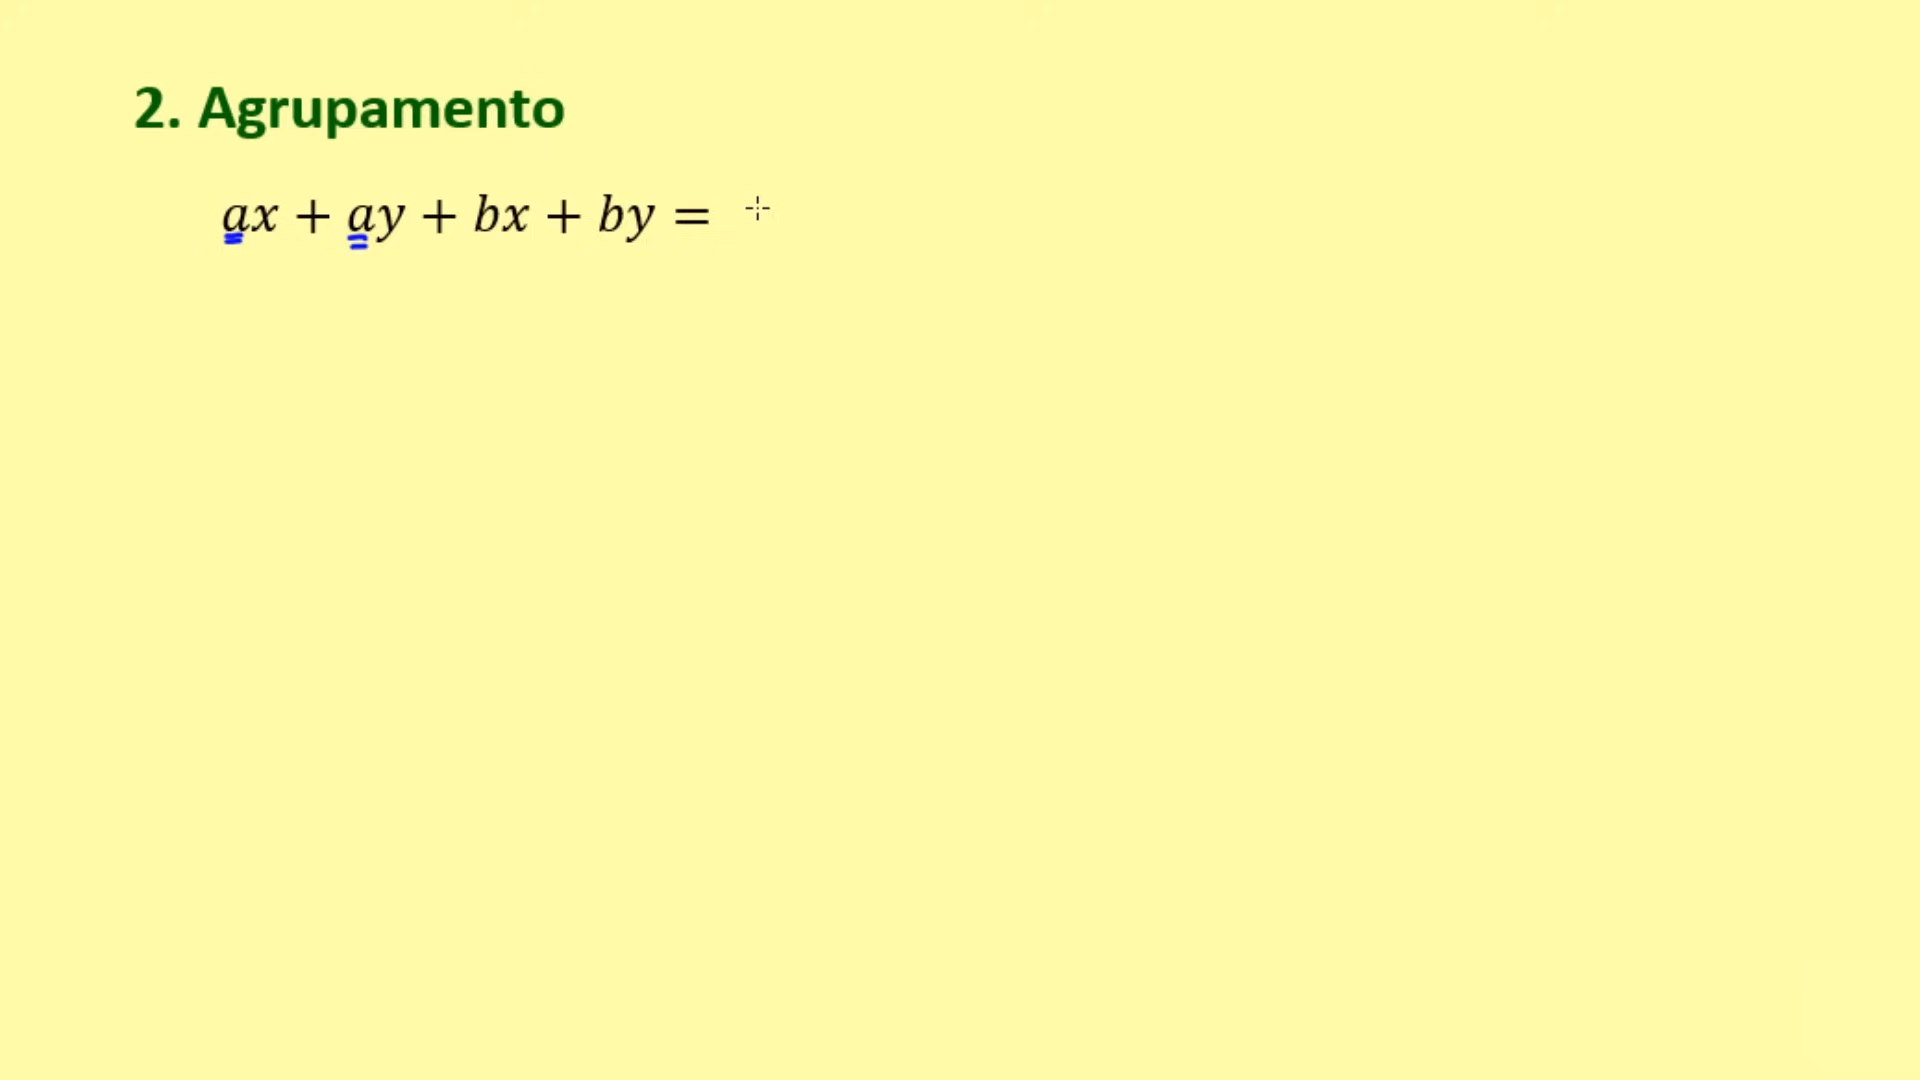 2. Agrupamento
ax + ay + bx + by =